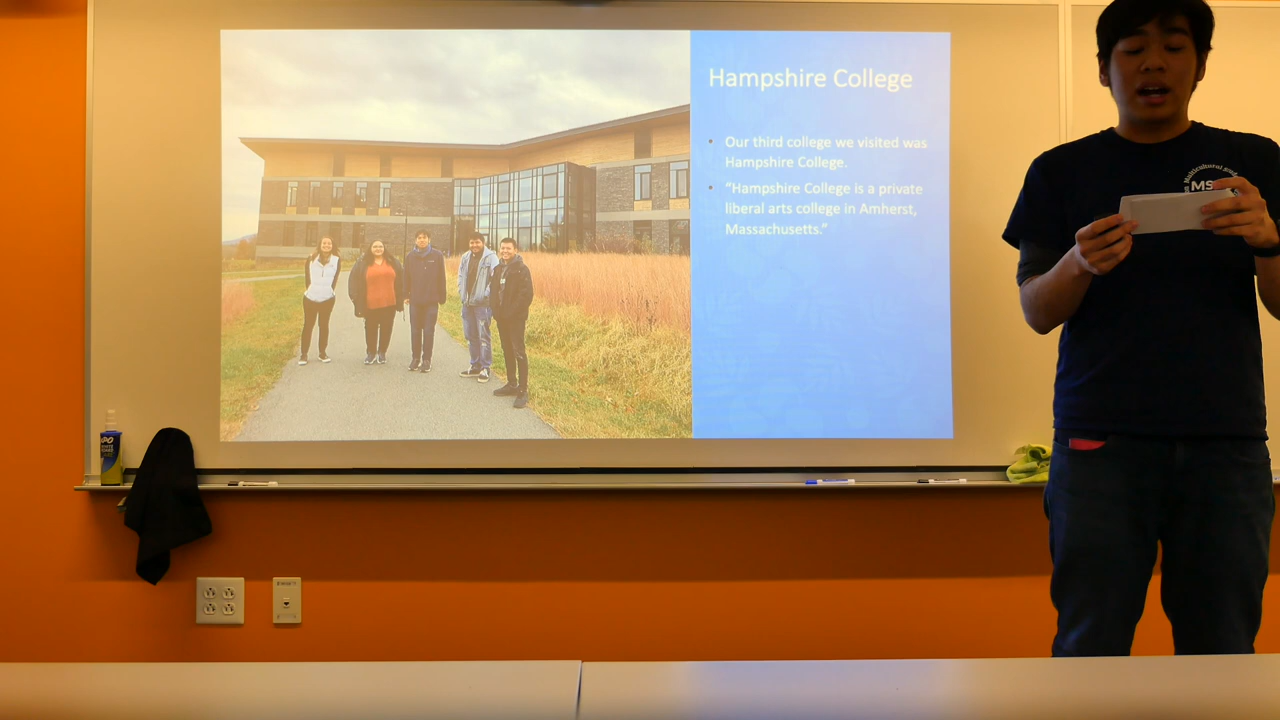 Hampshire College
• Our third college we visited was
Hampshire College.
• "Hampshire College is a private
liberal arts college in Amherst,
Massachusetts."
Multicultural